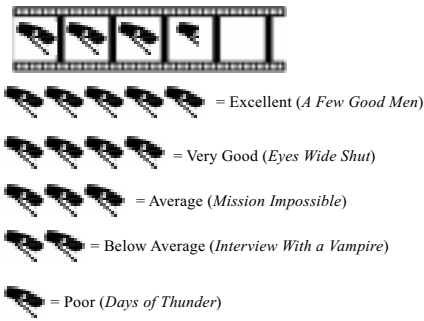 = Excellent (A Few Good Men)
= Very Good (Eyes Wide Shut)
= Average (Mission Impossible)
= Below Average (Interview With a Vampire)
= Poor (Days of Thunder)